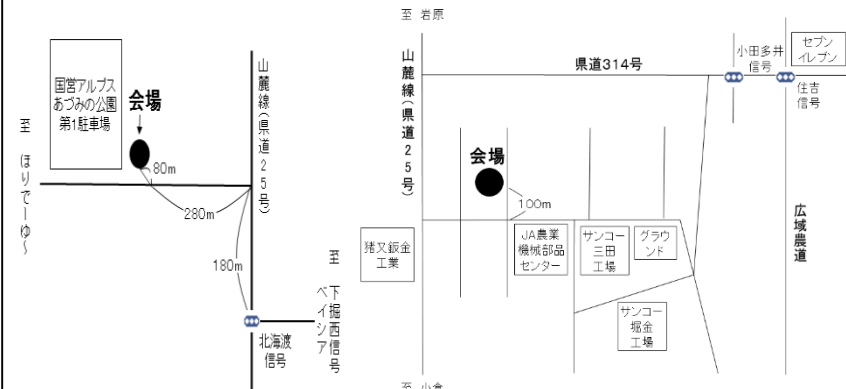 国営アルプス
あづみの公園
第1駐車場
会場
80m
至 ほりでーゆ~
280m
山麓線(県道25号)
180m
北海渡
信号
至 下堀西信号
ベイシア
至 岩原
山麓線(県道25号)
県道314号
小田多井
信号
セブン
イレブン
住吉
信号
会場
100m
広域農道
猪又鈑金
工業
JA農業
機械部品
センター
サンコー
三田
工場
グラウ
ンド
サンコー
堀金
工場
至 小倉